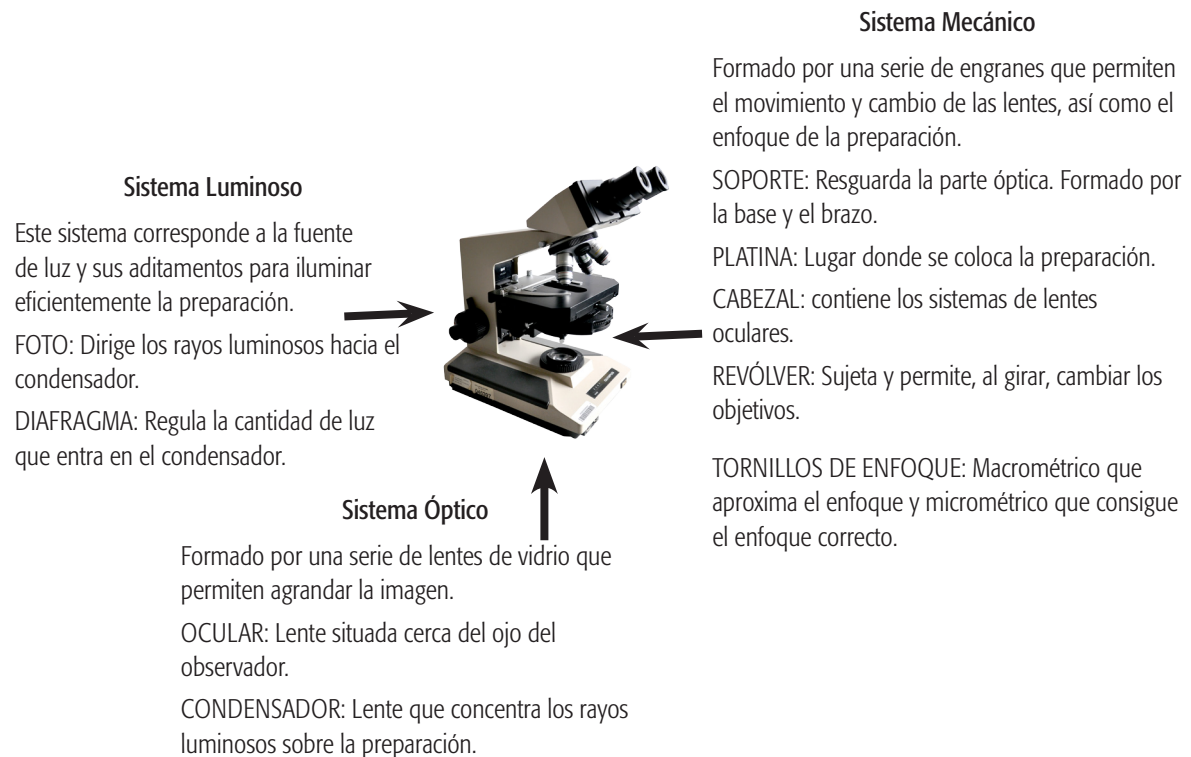 Sistema Mecánico
Formado por una serie de engranes que permiten
el movimiento y cambio de las lentes, así como el
enfoque de la preparación.
SOPORTE: Resguarda la parte óptica. Formado por
la base y el brazo.
PLATINA: Lugar donde se coloca la preparación.
CABEZAL: contiene los sistemas de lentes
oculares.
REVÓLVER: Sujeta y permite, al girar, cambiar los
objetivos.
TORNILLOS DE ENFOQUE: Macrométrico que
aproxima el enfoque y micrométrico que consigue
el enfoque correcto.
Sistema Luminoso
Este sistema corresponde a la fuente
de luz y sus aditamentos para iluminar
eficientemente la preparación.
FOTO: Dirige los rayos luminosos hacia el
condensador.
DIAFRAGMA: Regula la cantidad de luz
que entra en el condensador.
Sistema Óptico
Formado por una serie de lentes de vidrio que
permiten agrandar la imagen.
OCULAR: Lente situada cerca del ojo del
observador.
CONDENSADOR: Lente que concentra los rayos
luminosos sobre la preparación.